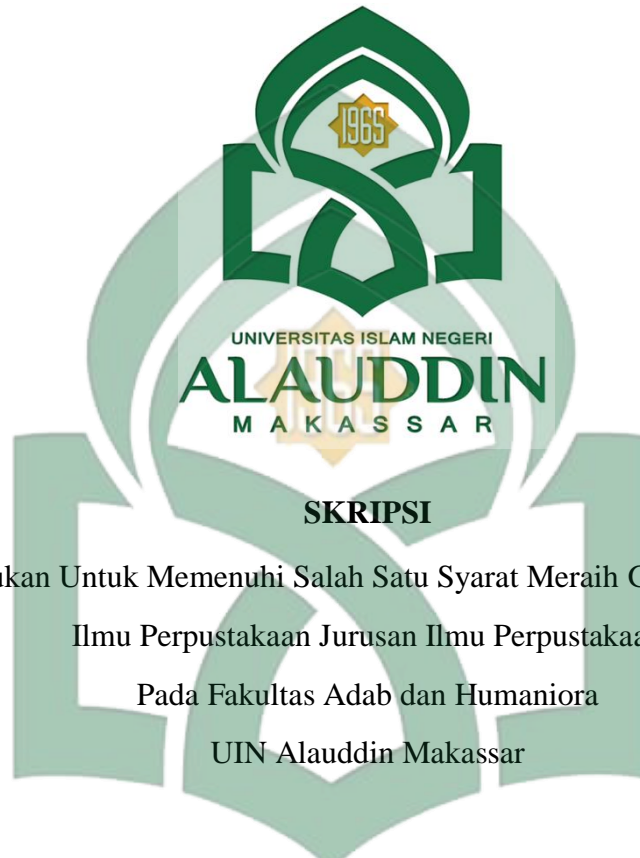 1965
UNIVERSITAS ISLAM NEGERI
ALAUDDIN
MAKASSAR
SKRIPSI
Untuk Memenuhi Salah Satu Syarat Meraih
Ilmu Perpustakaan Jurusan Ilmu
Pada Fakultas Adab dan Humaniora
UIN Alauddin Makassar